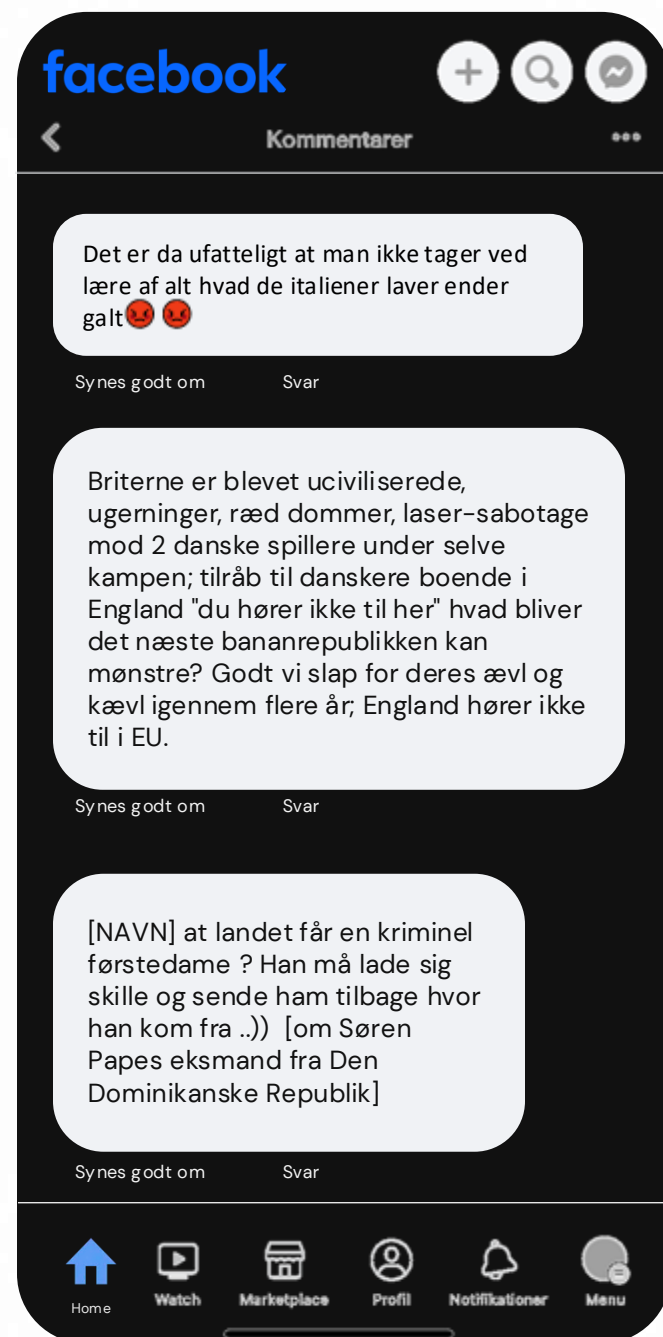 facebook
Kommentarer
Det er da ufatteligt at man ikke tager ved
lære af alt hvad de italiener laver ender
galt😡 😡
Synes godt om Svar
Briterne er blevet uciviliserede,
ugerninger, ræd dommer, laser-sabotage
mod 2 danske spillere under selve
kampen; tilråb til danskere boende i
England "du hører ikke til her" hvad bliver
det næste bananrepublikken kan
mønstre? Godt vi slap for deres ævl og
kævl igennem flere år; England hører ikke
til i EU.
Synes godt om Svar
[NAVN] at landet får en kriminel
førstedame ? Han må lade sig
skille og sende ham tilbage hvor
han kom fra ..)) [om Søren
Papes eksmand fra Den
Dominikanske Republik]
Synes godt om Svar
Home Watch Marketplace Profil Notifikationer Menu